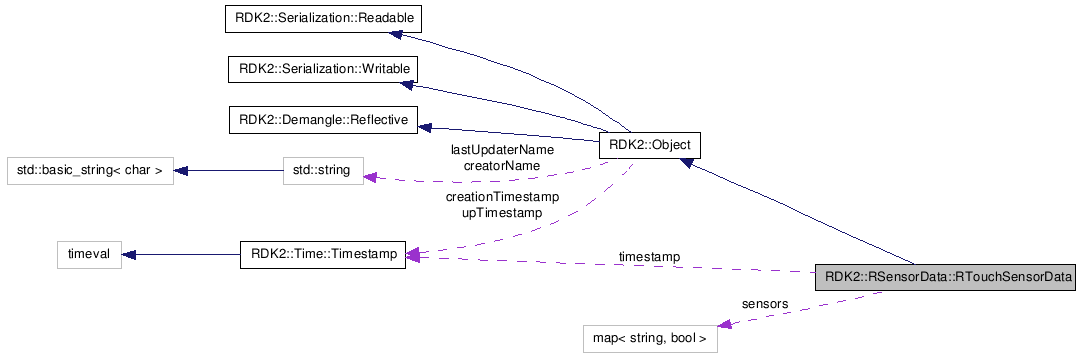 RDK2::Serialization::Readable
RDK2::Serialization::Writable
RDK2::Demangle::Reflective
RDK2::Object
lastUpdaterName
creatorName
std::basic_string< char >
std::string
creationTimestamp
upTimestamp
timeval
RDK2::Time::Timestamp
timestamp
RDK2::RSensorData::RTouchSensorData
sensors
map< string, bool >